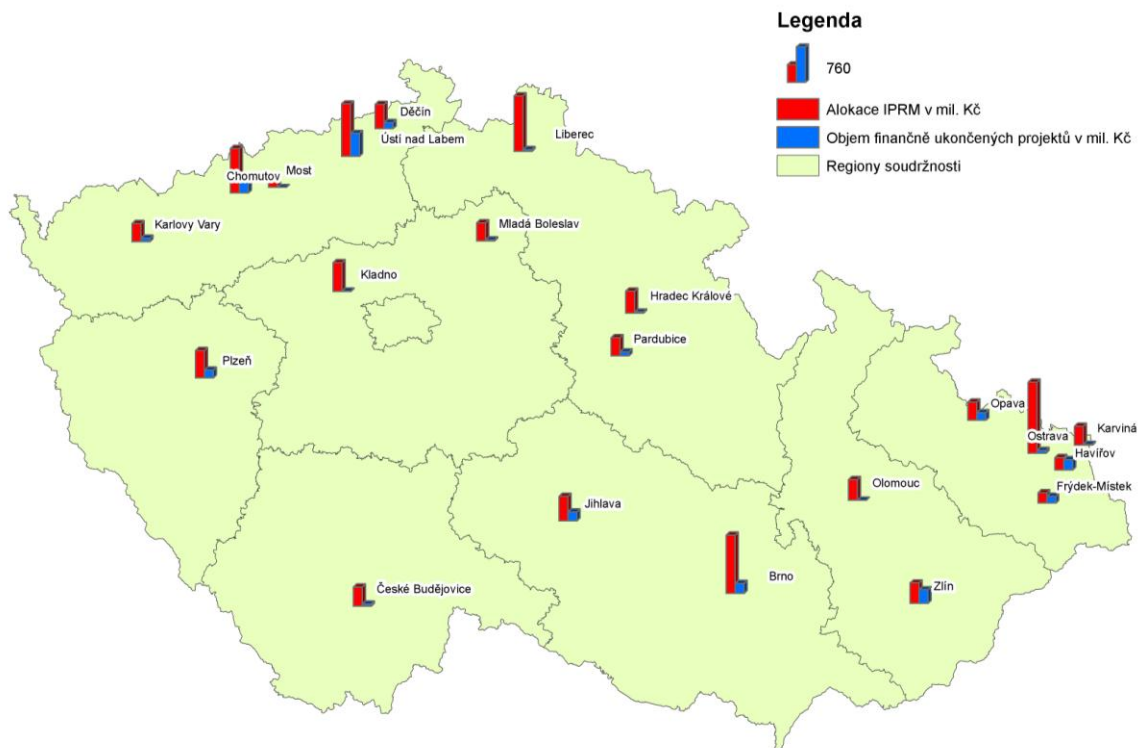 Legenda
760
Alokace IPRM v mil. Kč
Objem finančně ukončených projektů v mil. Kč
Regiony soudržnosti
Děčín
Ústí nad Labem
Liberec
Most
Chomutov
Karlovy Vary
Mladá Boleslav
Kladno
Hradec Králové
Pardubice
Plzeň
Opava
Karviná
Ostrava
Havířov
Olomouc
Frýdek-Místek
Jihlava
Brno
Zlín
České Budějovice